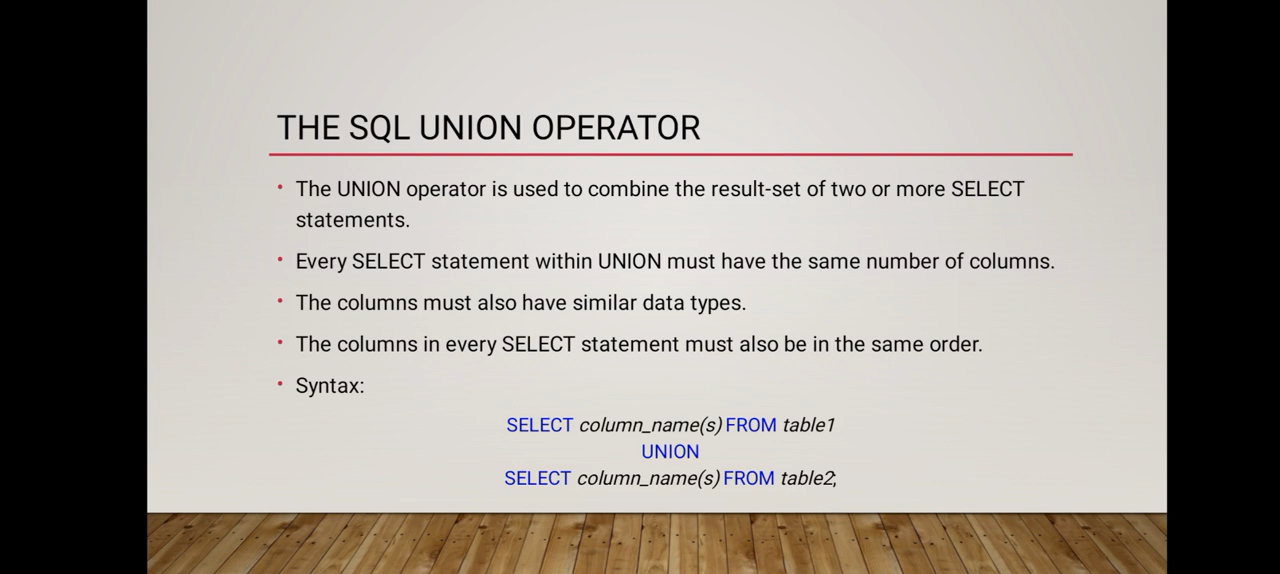 THE SQL UNION OPERATOR
• The UNION operator is used to combine the result-set of two or more SELECT
statements.
• Every SELECT statement within UNION must have the same number of columns.
• The columns must also have similar data types.
• The columns in every SELECT statement must also be in the same order.
• Syntax:
SELECT column_name(s) FROM table1
UNION
SELECT column_name(s) FROM table2;